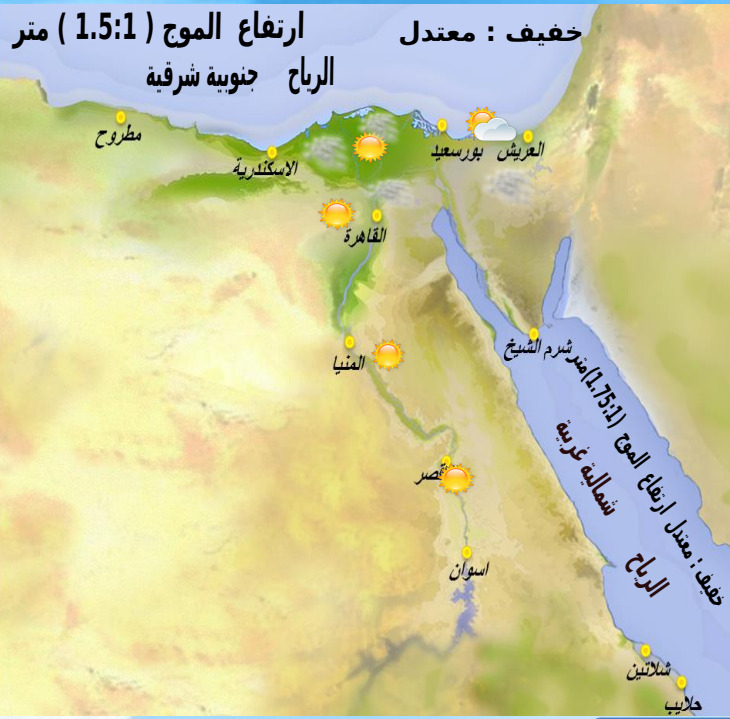 خفيف : معتدل
ارتفاع الموج ( 1.5:1 ) متر
الرياح جنوبية شرقية
مطروح
الاسكندرية
بورسعيد
العريش
القاهرة
شرم الشيخ
المنيا
خفيف : معتدل ارتفاع الموج (1.75:1) متر
الرياح شمالية غربية
اسوان
شلاتين
حلايب